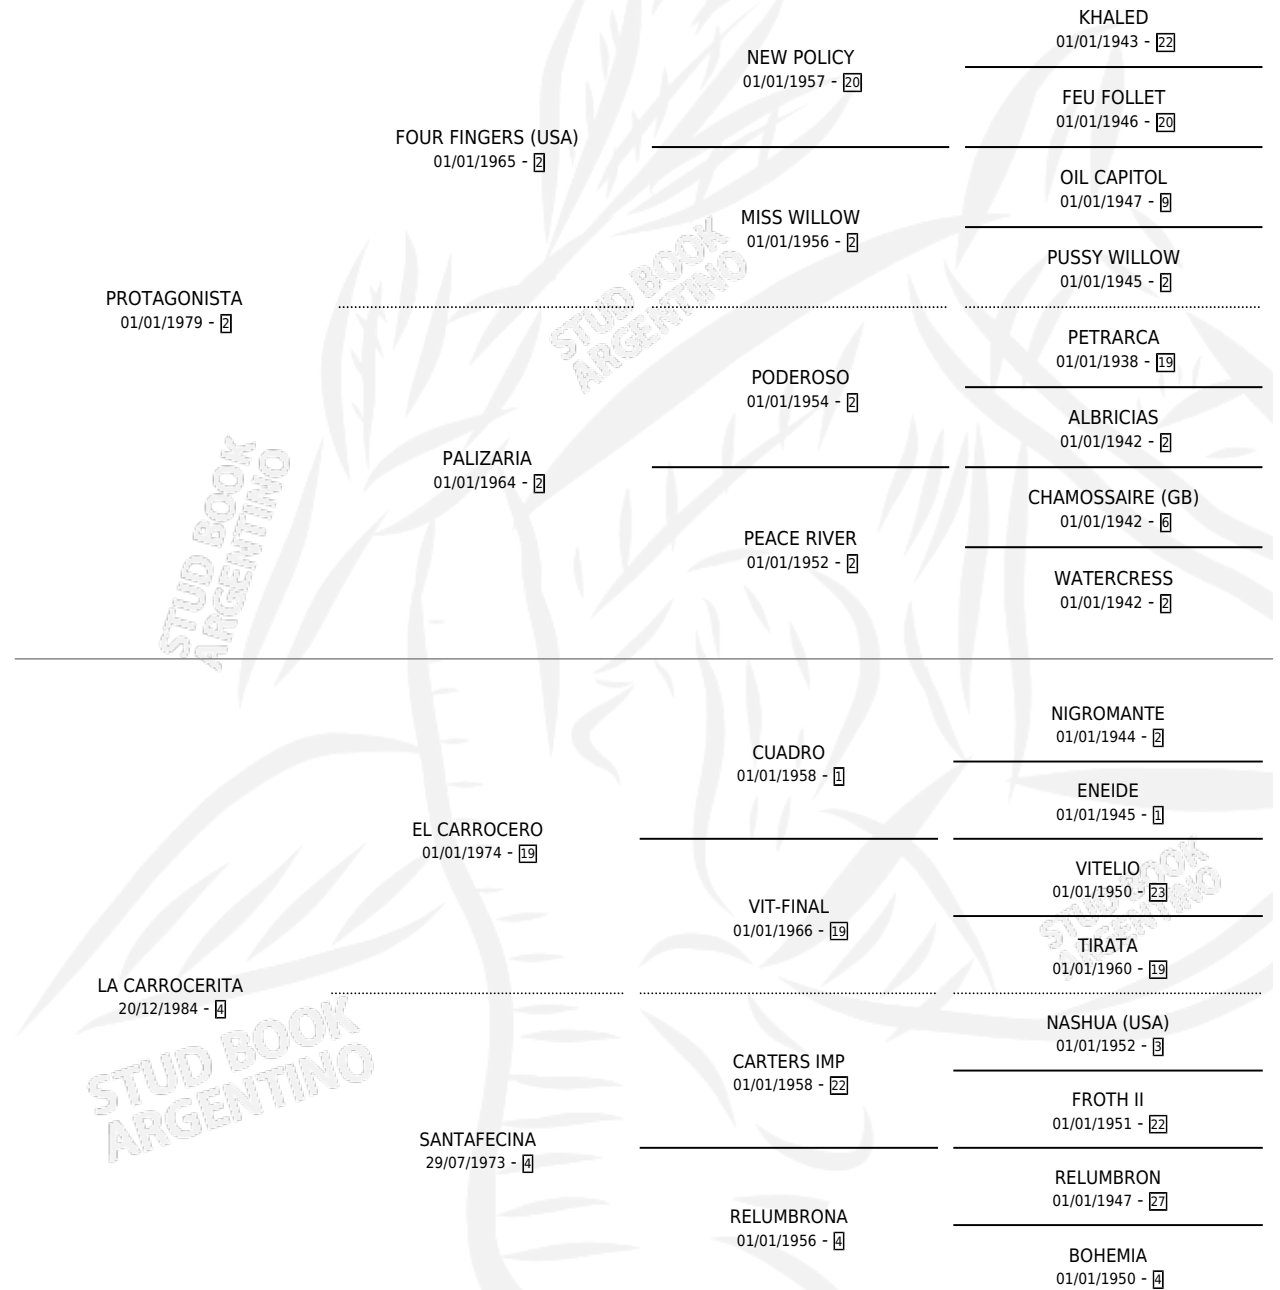 KHALED
01/01/1943 - 22
NEW POLICY
01/01/1957 - 20
FEU FOLLET
01/01/1946 - 20
FOUR FINGERS (USA)
01/01/1965 - 2
OIL CAPITOL
01/01/1947 - 9
MISS WILLOW
01/01/1956 - 2
PUSSY WILLOW
01/01/1945 - 2
PROTAGONISTA
01/01/1979 - 2
STUD BOOK
ARGENTINO
PETRARCA
01/01/1938 - 19
PODEROSO
01/01/1954 - 2
ALBRICIAS
01/01/1942 - 2
PALIZARIA
01/01/1964 - 2
CHAMOSSAIRE (GB)
01/01/1942 - 6
PEACE RIVER
01/01/1952 - 2
WATERCRESS
01/01/1942 - 2
STUD BOOK
ARGENTINO
NIGROMANTE
01/01/1944 - 2
CUADRO
01/01/1958 - 1
ENEIDE
01/01/1945 - 1
EL CARROCERO
01/01/1974 - 19
VITELIO
01/01/1950 - 23
VIT-FINAL
01/01/1966 - 19
TIRATA
01/01/1960 - 19
STUD BOOK
ARGENTINO
LA CARROCERITA
20/12/1984 - 4
NASHUA (USA)
01/01/1952 - 3
CARTERS IMP
01/01/1958 - 22
FROTH II
01/01/1951 - 22
STUD BOOK
ARGENTINO
SANTAFECINA
29/07/1973 - 4
RELUMBRON
01/01/1947 - 27
RELUMBRONA
01/01/1956 - 4
BOHEMIA
01/01/1950 - 4